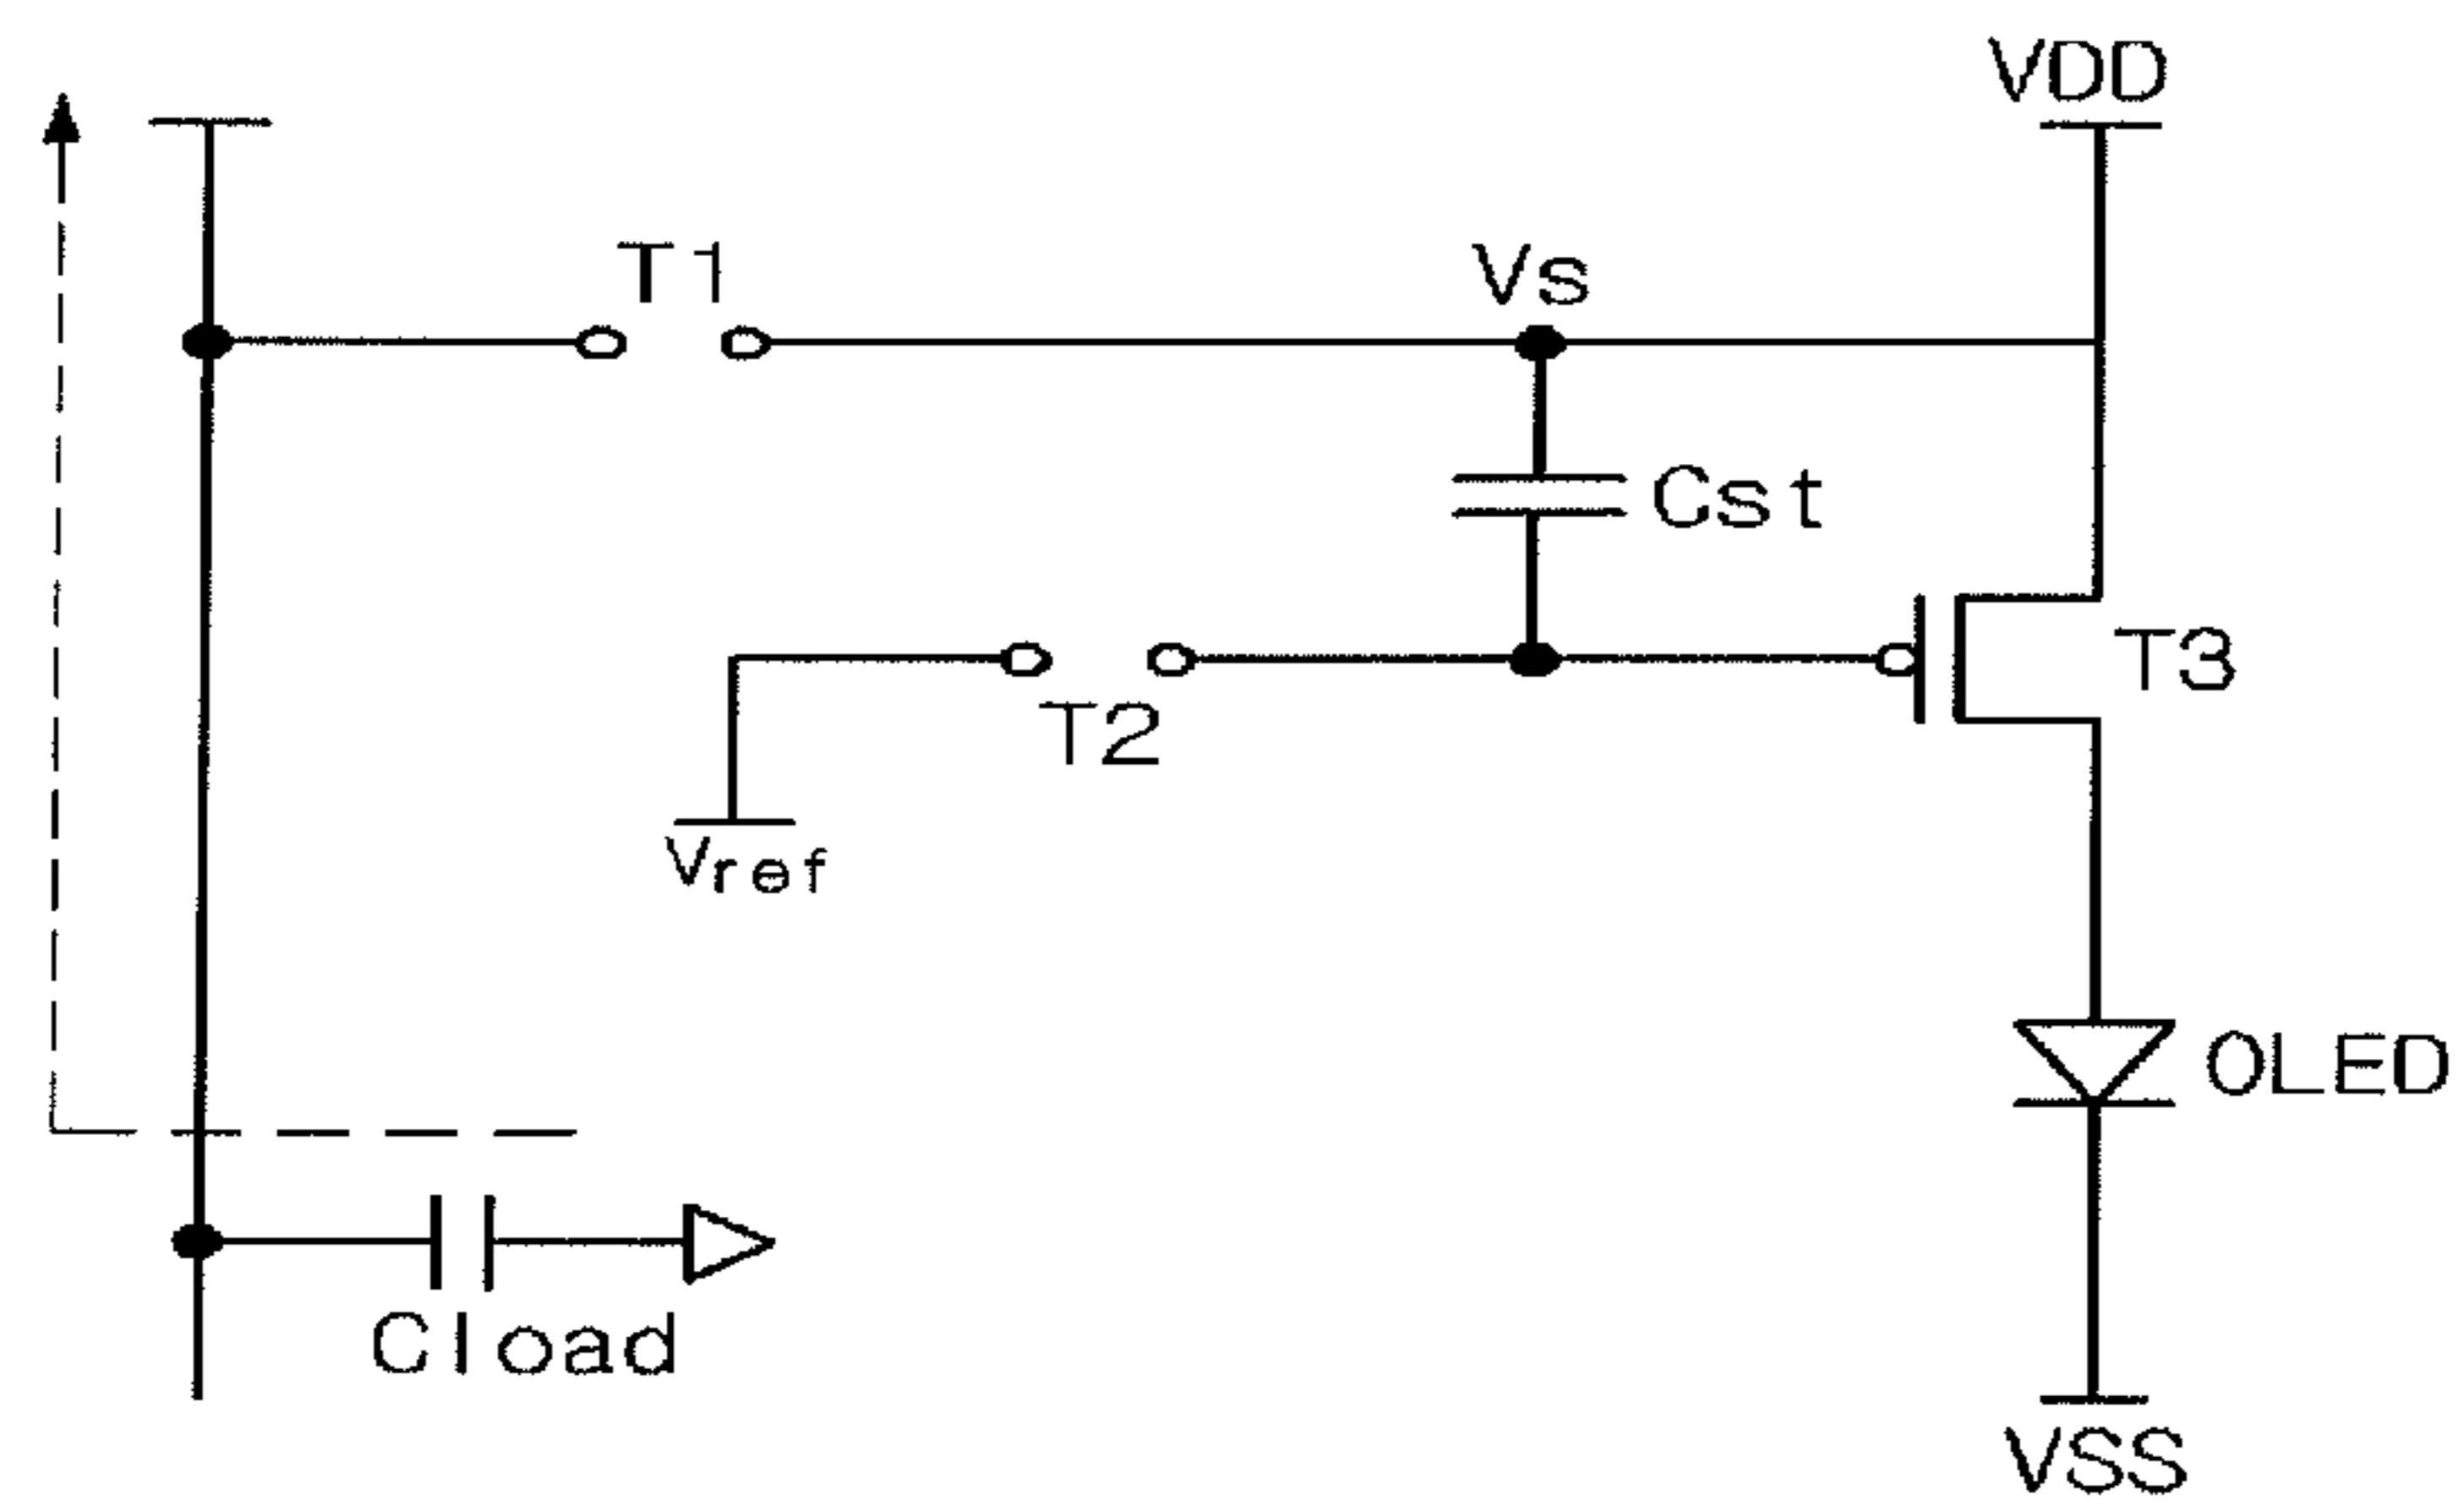 VDD
T1
Vs
Cst
T3
T2
Vref
OLED
Cload
VSS